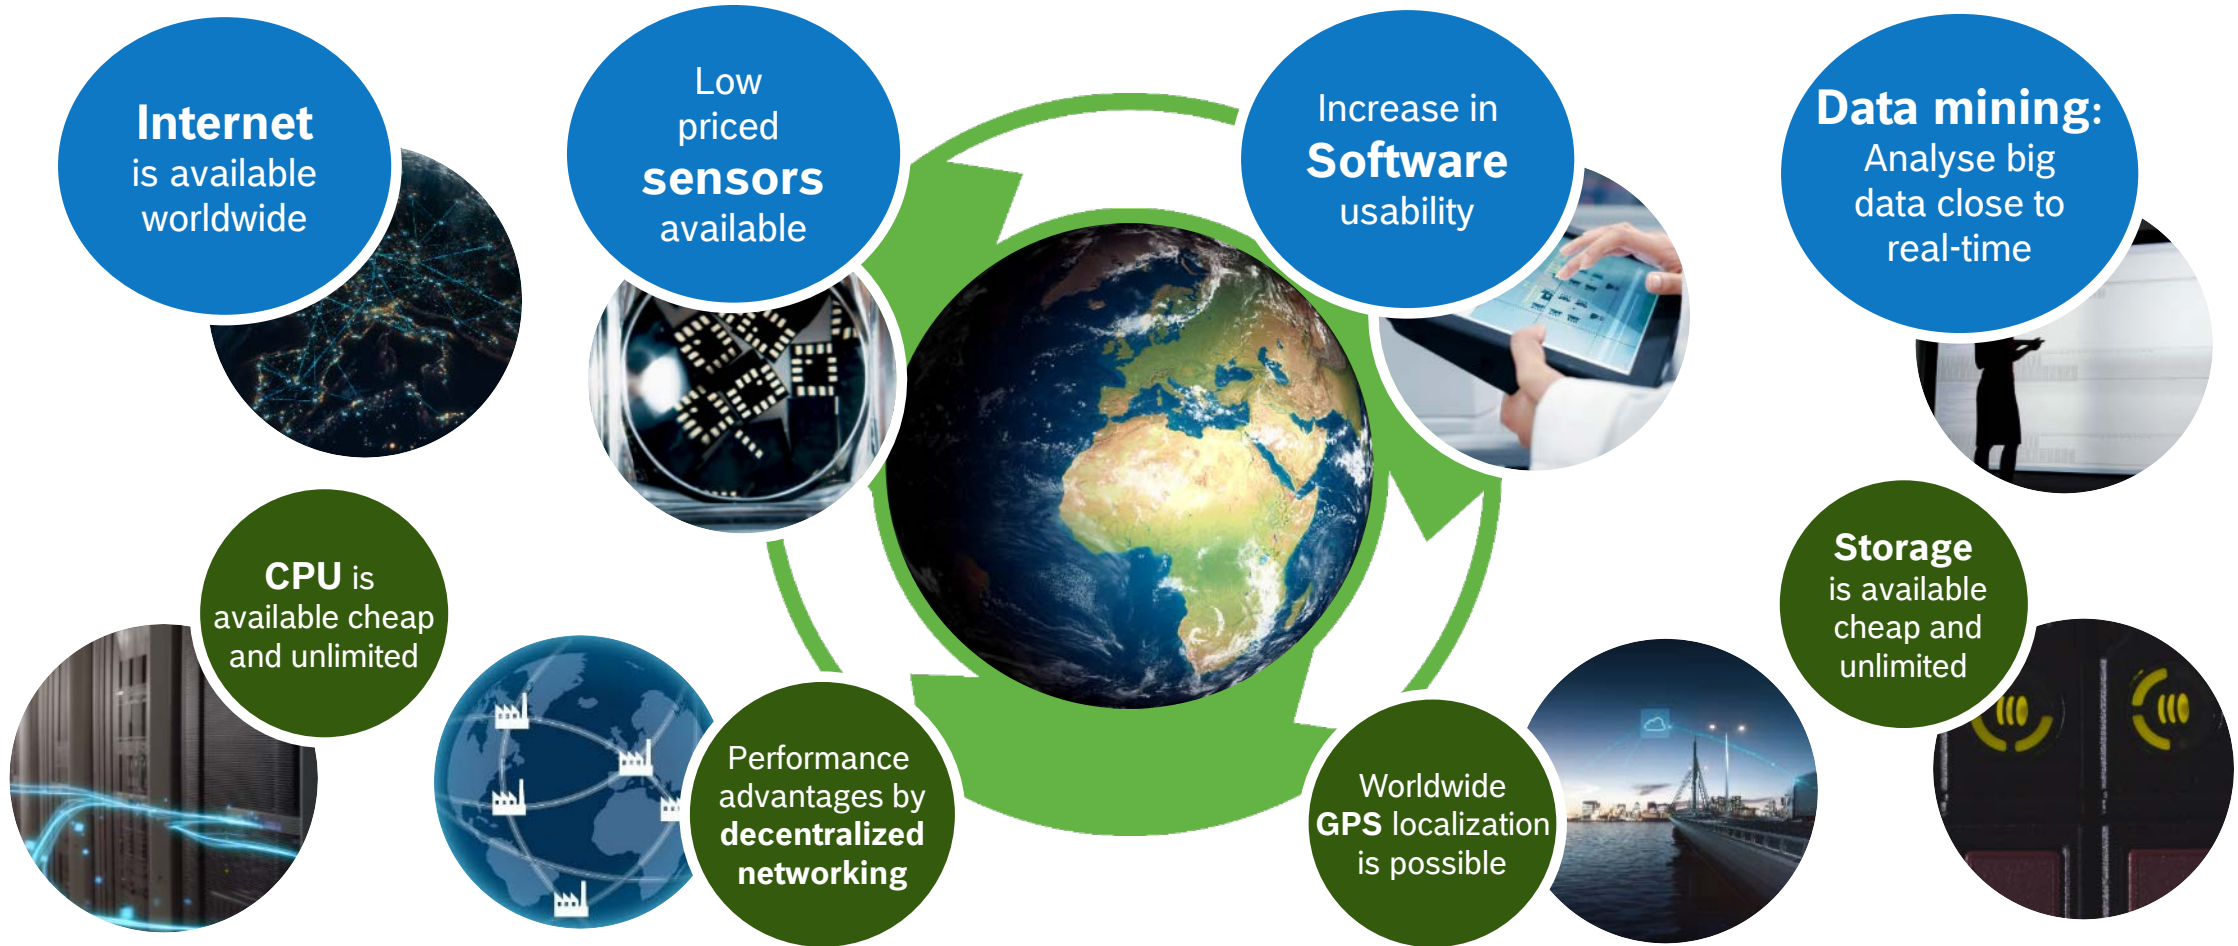 Internet
is available
worldwide
Low
priced
sensors
available
Increase in
Software
usability
Data mining:
Analyse big
data close to
real-time
CPU is
available cheap
and unlimited
Performance
advantages by
decentralized
networking
Worldwide
GPS localization
is possible
Storage
is available
cheap and
unlimited